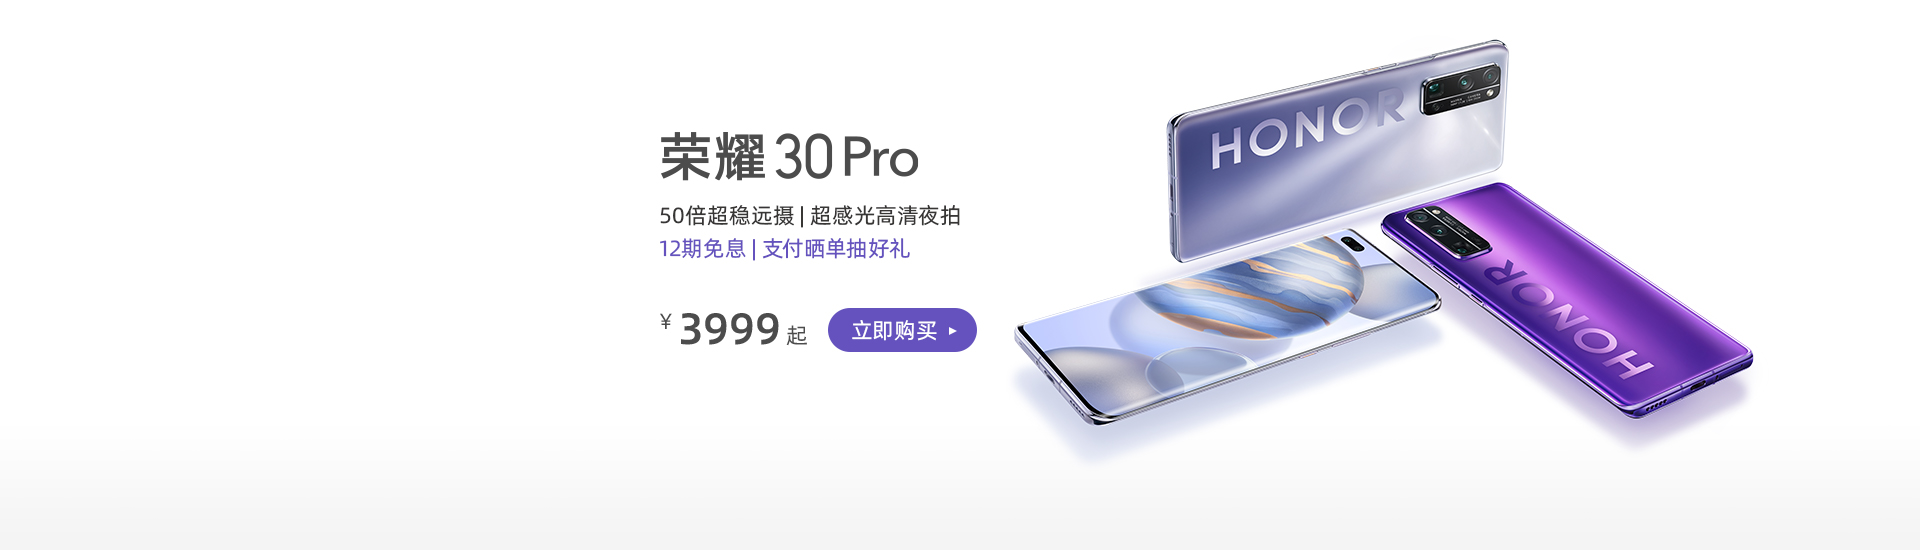 荣耀 30 Pro
50倍超稳远摄 | 超感光高清夜拍
12期免息 | 支付晒单抽好礼
¥ 3999 起
立即购买 ▸
HONOR
HONOR